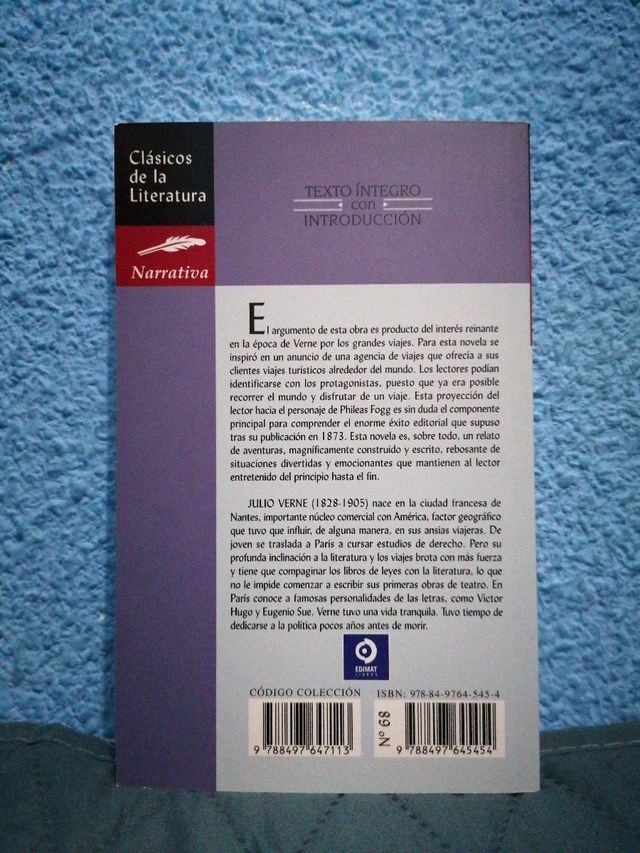 Clásicos
de la
Literatura
Narrativa
TEXTO ÍNTEGRO
con
INTRODUCCIÓN
El argumento de esta obra es producto del interés reinante
en la época de Verne por los grandes viajes. Para esta novela se
inspiró en un anuncio de una agencia de viajes que ofrecía a sus
clientes viajes turísticos alrededor del mundo. Los lectores podían
identificarse con los protagonistas, puesto que ya era posible
recorrer el mundo y disfrutar de un viaje. Esta proyección del
lector hacia el personaje de Phileas Fogg es sin duda el componente
principal para comprender el enorme éxito editorial que supuso
tras su publicación en 1873. Esta novela es, sobre todo, un relato
de aventuras, magníficamente construido y escrito, rebosante de
situaciones divertidas y emocionantes que mantienen al lector
entretenido del principio hasta el fin.
JULIO VERNE (1828-1905) nace en la ciudad francesa de
Nantes, importante núcleo comercial con América, factor geográfico
que tuvo que influir, de alguna manera, en sus ansias viajeras. De
joven se traslada a París a cursar estudios de derecho. Pero su
profunda inclinación a la literatura y los viajes brota con más fuerza
y tiene que compaginar los libros de leyes con la literatura, lo que
no le impide comenzar a escribir sus primeras obras de teatro. En
París conoce a famosas personalidades de las letras, como Victor
Hugo y Eugenio Sue. Verne tuvo una vida tranquila. Tuvo tiempo de
dedicarse a la política pocos años antes de morir.
EDIMAT
LIBROS
CÓDIGO COLECCIÓN
9 788497 647113
ISBN: 978-84-9764-545-4
Nº 68
9 788497 645454